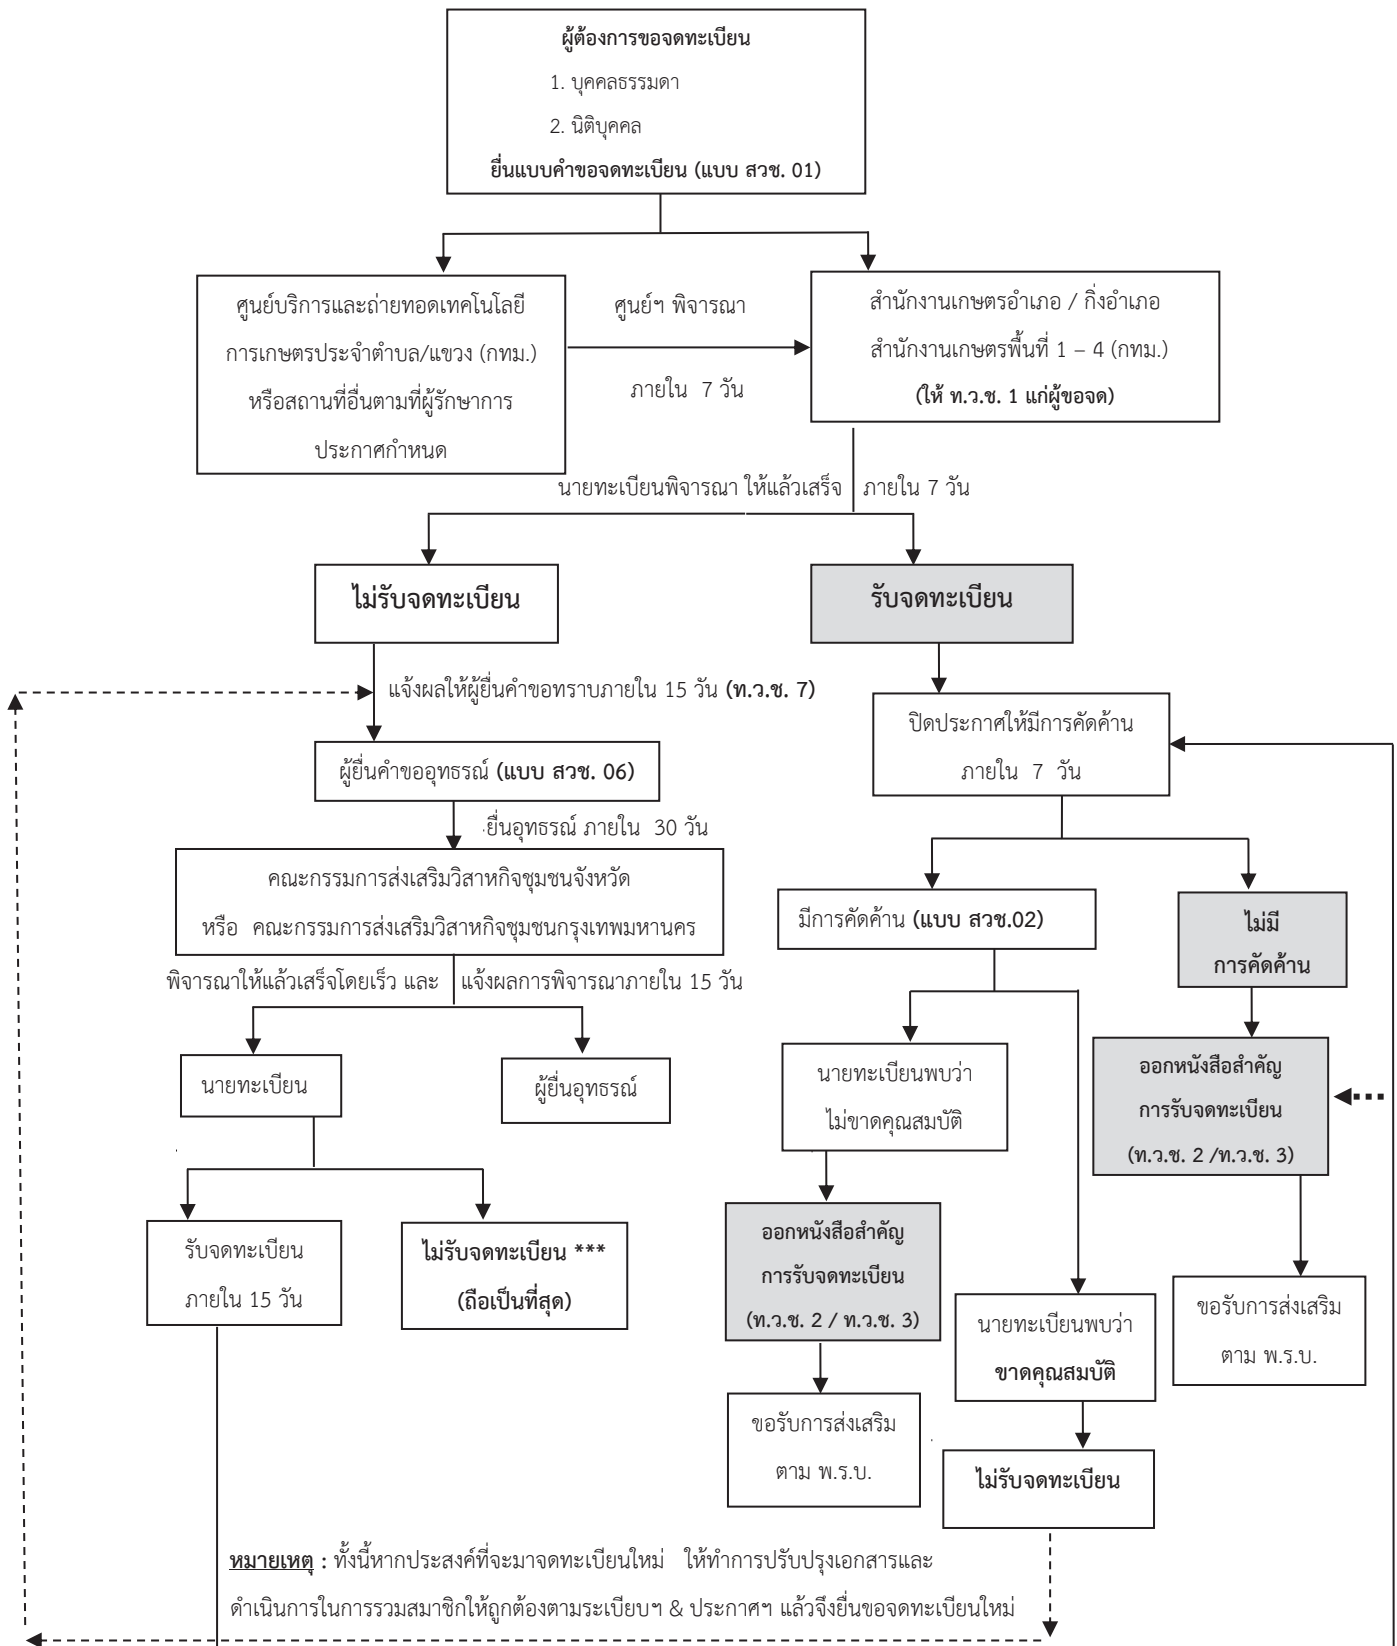 ผู้ต้องการขอจดทะเบียน
1. บุคคลธรรมดา
2. นิติบุคคล
ยื่นแบบคำขอจดทะเบียน (แบบ สวช. 01)
ศูนย์บริการและถ่ายทอดเทคโนโลยี
การเกษตรประจำตำบล/แขวง (กทม.)
หรือสถานที่อื่นตามที่ผู้รักษาการ
ประกาศกำหนด
ศูนย์ฯ พิจารณา
ภายใน 7 วัน
สำนักงานเกษตรอำเภอ / กิ่งอำเภอ
สำนักงานเกษตรพื้นที่ 1 – 4 (กทม.)
(ให้ ท.ว.ช. 1 แก่ผู้ขอจด)
นายทะเบียนพิจารณา ให้แล้วเสร็จ ภายใน 7 วัน
ไม่รับจดทะเบียน
รับจดทะเบียน
แจ้งผลให้ผู้ยื่นคำขอทราบภายใน 15 วัน (ท.ว.ช. 7)
ปิดประกาศให้มีการคัดค้าน
ภายใน 7 วัน
ผู้ยื่นคำขออุทธรณ์ (แบบ สวช. 06)
ยื่นอุทธรณ์ ภายใน 30 วัน
คณะกรรมการส่งเสริมวิสาหกิจชุมชนจังหวัด
หรือ คณะกรรมการส่งเสริมวิสาหกิจชุมชนกรุงเทพมหานคร
มีการคัดค้าน (แบบ สวช.02)
ไม่มี
การคัดค้าน
พิจารณาให้แล้วเสร็จโดยเร็ว และ แจ้งผลการพิจารณาภายใน 15 วัน
นายทะเบียน
ผู้ยื่นอุทธรณ์
นายทะเบียนพบว่า
ไม่ขาดคุณสมบัติ
ออกหนังสือสำคัญ
การรับจดทะเบียน
(ท.ว.ช. 2 /ท.ว.ช. 3)
รับจดทะเบียน
ภายใน 15 วัน
ไม่รับจดทะเบียน ***
(ถือเป็นที่สุด)
ออกหนังสือสำคัญ
การรับจดทะเบียน
(ท.ว.ช. 2 / ท.ว.ช. 3)
นายทะเบียนพบว่า
ขาดคุณสมบัติ
ขอรับการส่งเสริม
ตาม พ.ร.บ.
ขอรับการส่งเสริม
ตาม พ.ร.บ.
ไม่รับจดทะเบียน
หมายเหตุ : ทั้งนี้หากประสงค์ที่จะมาจดทะเบียนใหม่ ให้ทำการปรับปรุงเอกสารและ
ดำเนินการในการรวมสมาชิกให้ถูกต้องตามระเบียบฯ & ประกาศฯ แล้วจึงยื่นขอจดทะเบียนใหม่